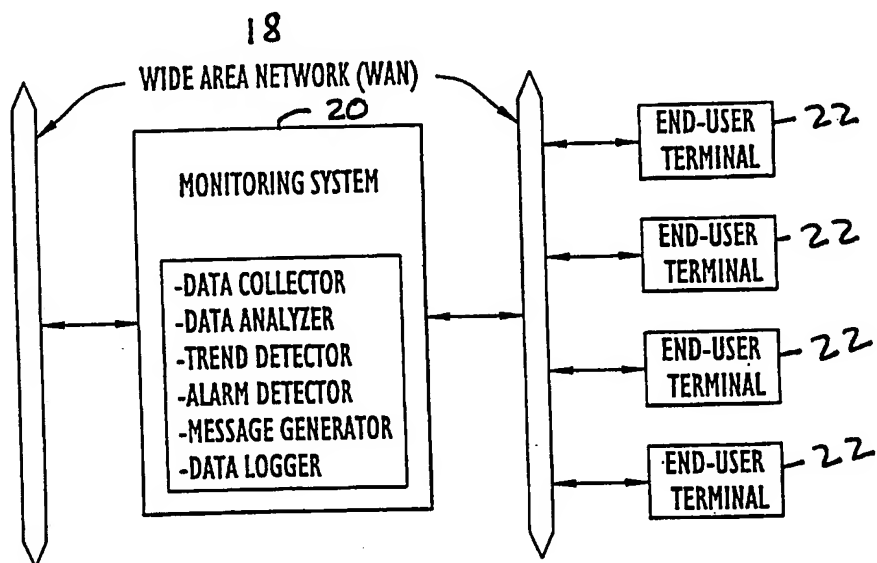 18
WIDE AREA NETWORK (WAN)
20
MONITORING SYSTEM
-DATA COLLECTOR
-DATA ANALYZER
-TREND DETECTOR
-ALARM DETECTOR
-MESSAGE GENERATOR
-DATA LOGGER
END-USER
TERMINAL
22
END-USER
TERMINAL
22
END-USER
TERMINAL
22
END-USER
TERMINAL
22